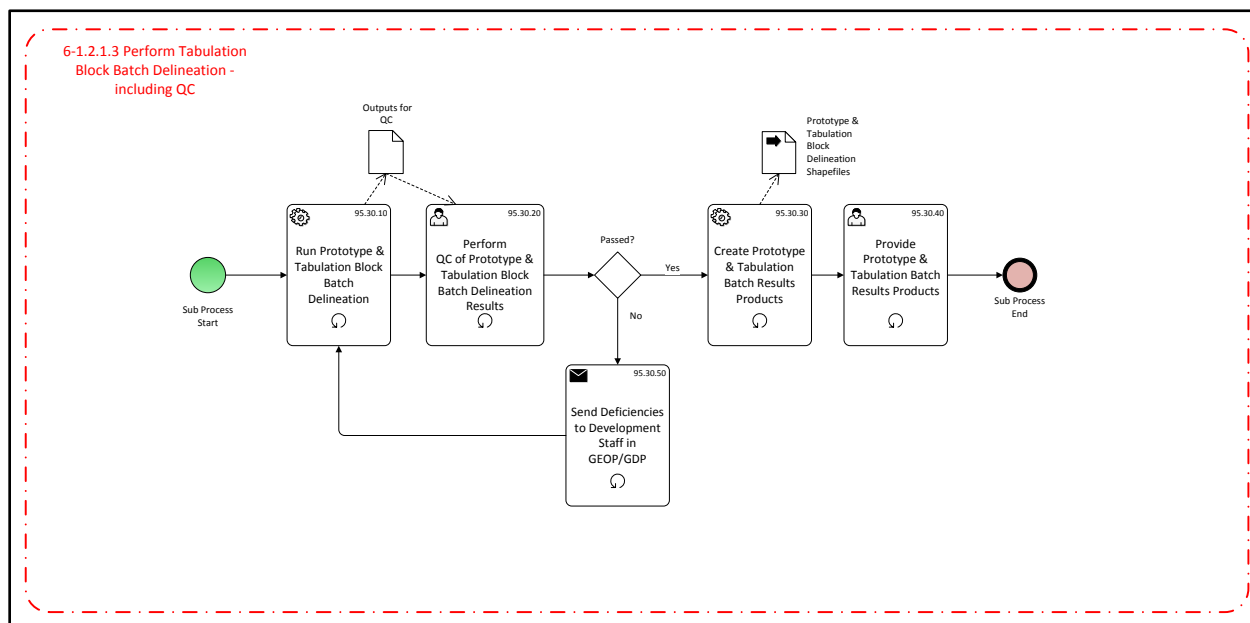 6-1.2.1.3 Perform Tabulation
Block Batch Delineation -
including QC
Outputs for
QC
Prototype &
Tabulation
Block
Delineation
Shapefiles
95.30.10
Run Prototype &
Tabulation Block
Batch
Delineation
95.30.20
Perform
QC of Prototype &
Tabulation Block
Batch Delineation
Results
Passed?
Yes
No
95.30.30
Create Prototype
& Tabulation
Batch Results
Products
95.30.40
Provide
Prototype &
Tabulation Batch
Results Products
Sub Process
Start
Sub Process
End
95.30.50
Send Deficiencies
to Development
Staff in
GEOP/GDP